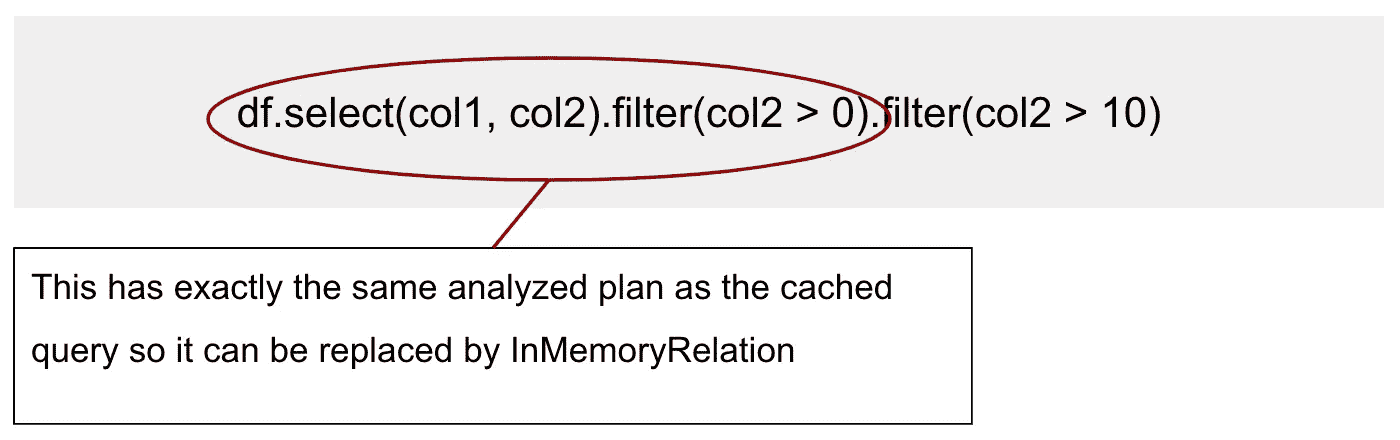 df.select(col1, col2).filter(col2 > 0).filter(col2 > 10)
This has exactly the same analyzed plan as the cached
query so it can be replaced by InMemoryRelation